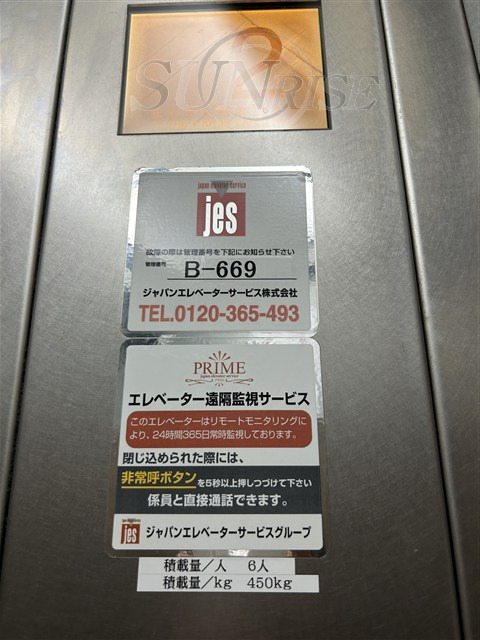 SUNRISE
japan elevator service
jes
故障の際は管理番号を下記にお知らせ下さい
管理番号 B-669
ジャパンエレベーターサービス株式会社
TEL.0120-365-493
PRIME
japan elevator service
エレベーター遠隔監視サービス
このエレベーターはリモートモニタリングに
より、24時間365日常時監視しております。
閉じ込められた際には、
非常呼ボタンを5秒以上押しつづけて下さい
係員と直接通話できます。
jes ジャパンエレベーターサービスグループ
積載量/人 6人
積載量/kg 450kg